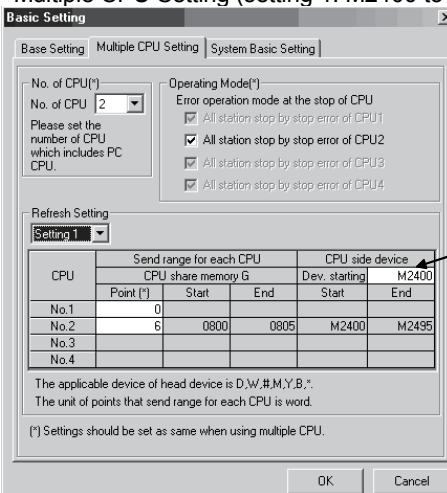 Multiple CPU Setting (setting 1: M2400 to
Basic Setting
Base Setting Multiple CPU Setting System Basic Setting
No. of CPU(*)
No. of CPU 2
Please set the
number of CPU
which includes PC
CPU.
Operating Mode(*)
Error operation mode at the stop of CPU
All station stop by stop error of CPU1
All station stop by stop error of CPU2
All station stop by stop error of CPU3
All station stop by stop error of CPU4
Refresh Setting
Setting 1
CPU Send range for each CPU CPU side device
CPU share memory G Dev. starting M2400
Point (*) Start End Start End
No.1 0
No.2 6 0800 0805 M2400 M2495
No.3
No.4
The applicable device of head device is D,W,#,M,Y,B,*.
The unit of points that send range for each CPU is word.
(*) Settings should be set as same when using multiple CPU.
OK Cancel